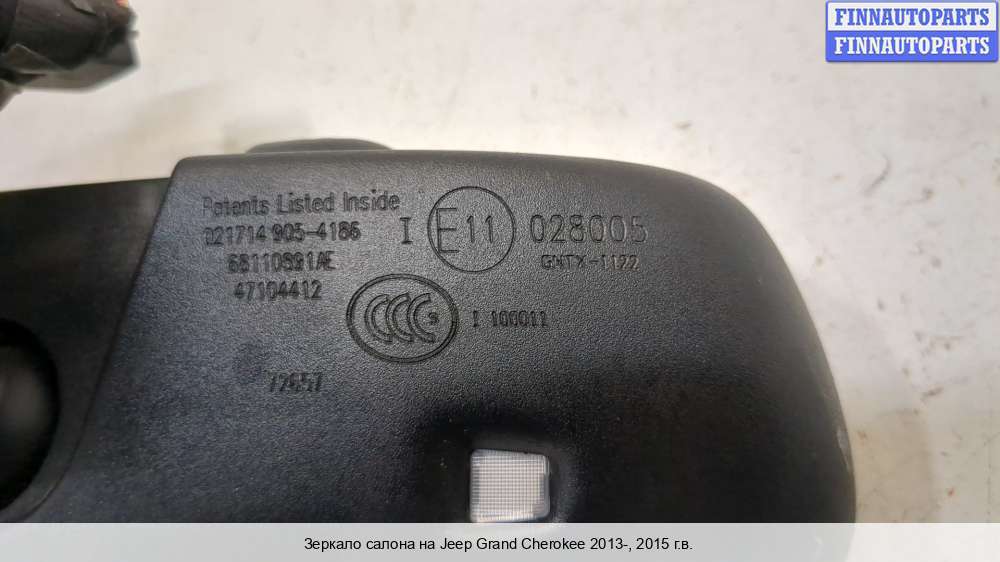 FINNAUTOPARTS
FINNAUTOPARTS
Patents Listed Inside
021714 905-4186
68110891AE
47104412
I E11 028005
GNTX-1122
CCC I 100011
72657
Зеркало салона на Jeep Grand Cherokee 2013-, 2015 г.в.